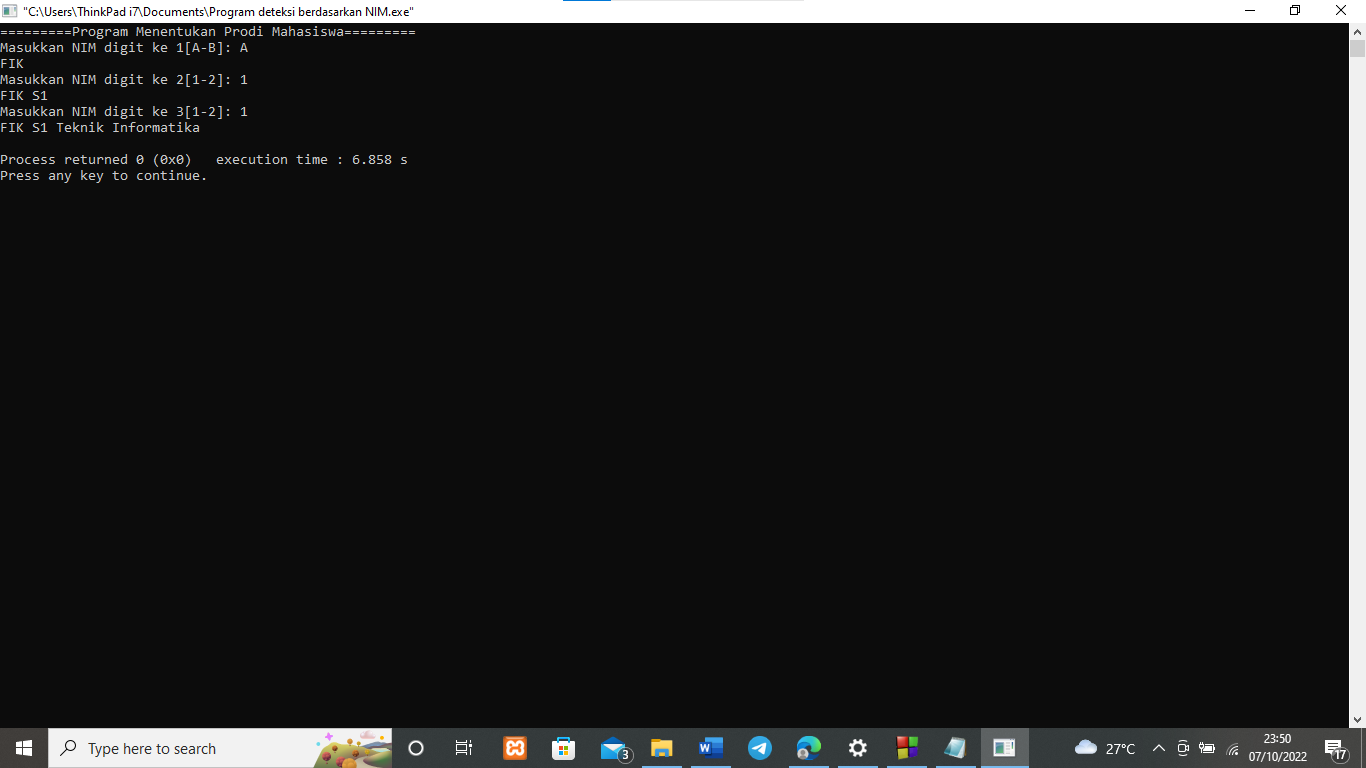 "C:\Users\ThinkPad i7\Documents\Program deteksi berdasarkan NIM.exe"
=========Program Menentukan Prodi Mahasiswa=========
Masukkan NIM digit ke 1[A-B]: A
FIK
Masukkan NIM digit ke 2[1-2]: 1
FIK S1
Masukkan NIM digit ke 3[1-2]: 1
FIK S1 Teknik Informatika
Process returned 0 (0x0)   execution time : 6.858 s
Press any key to continue.
Type here to search
3
W
27°C
23:50
07/10/2022
17